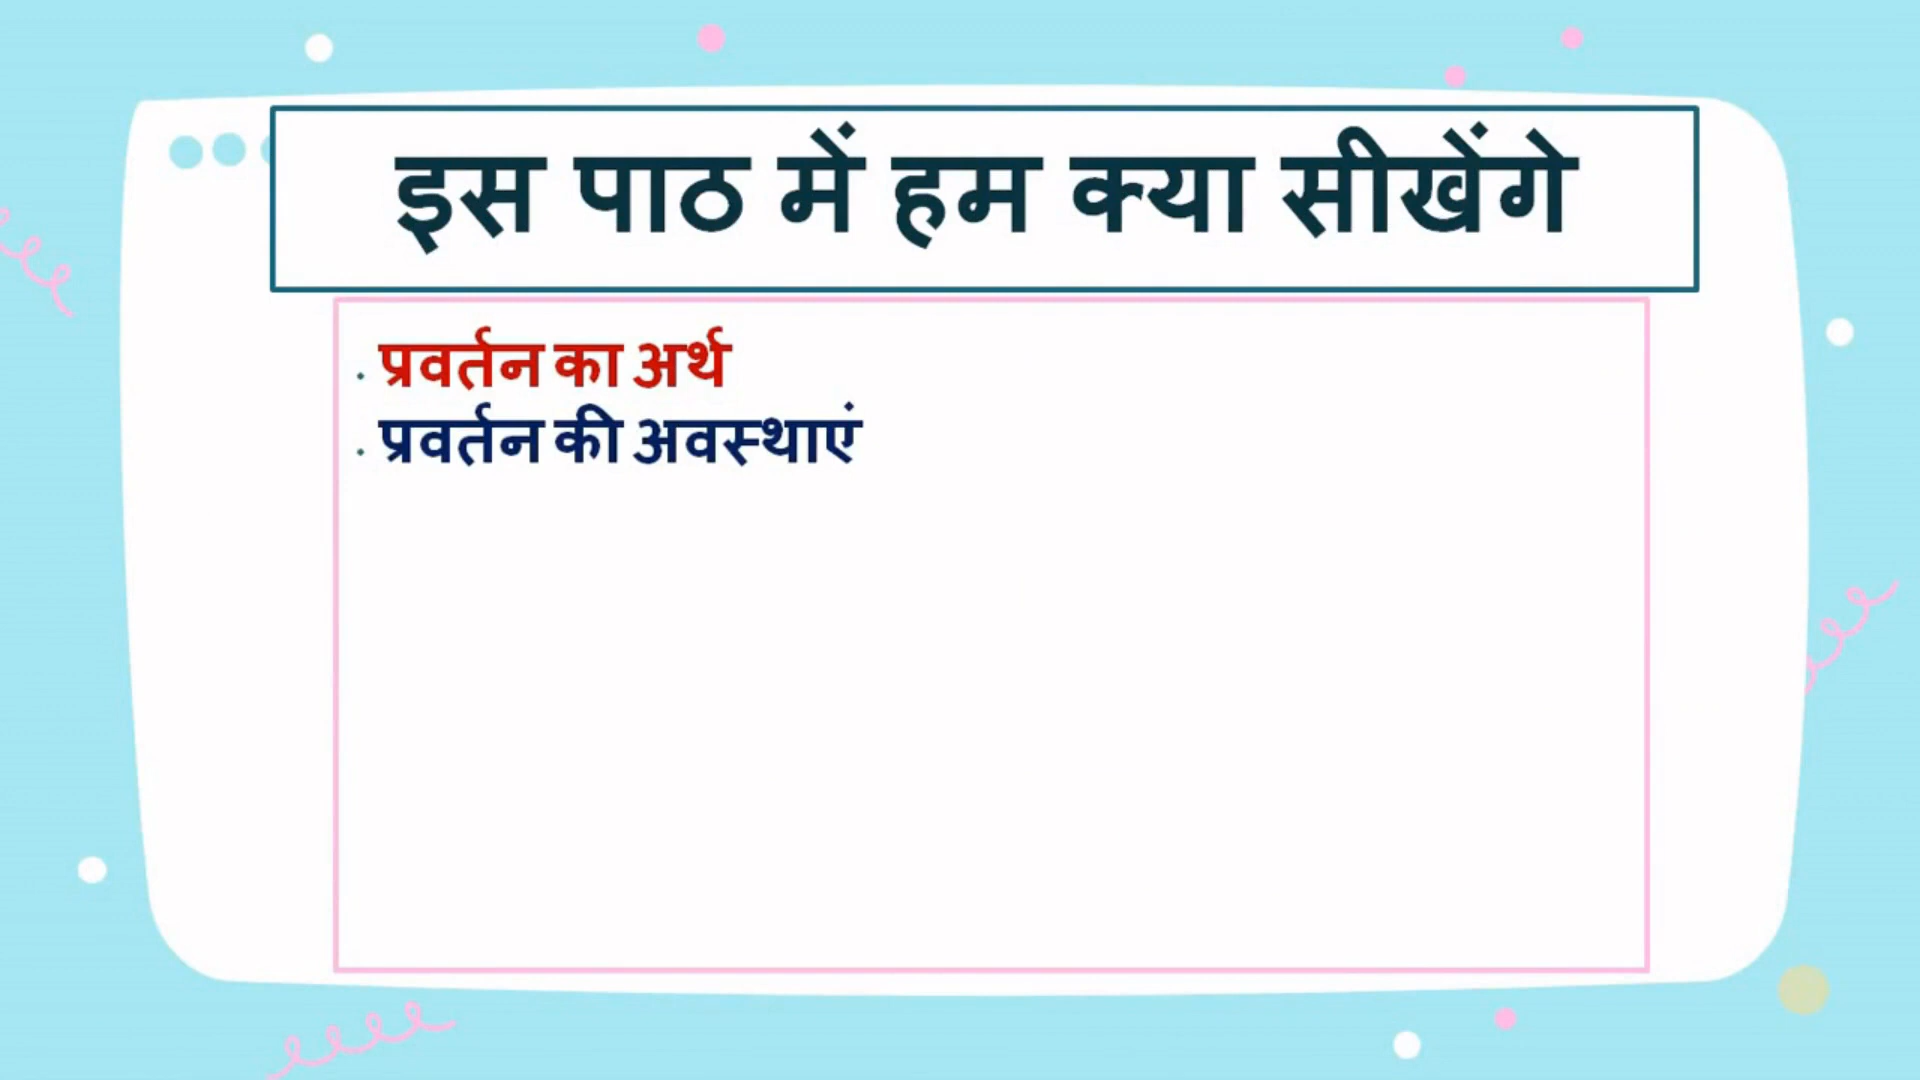 इस पाठ में हम क्या सीखेंगे
• प्रवर्तन का अर्थ
• प्रवर्तन की अवस्थाएं